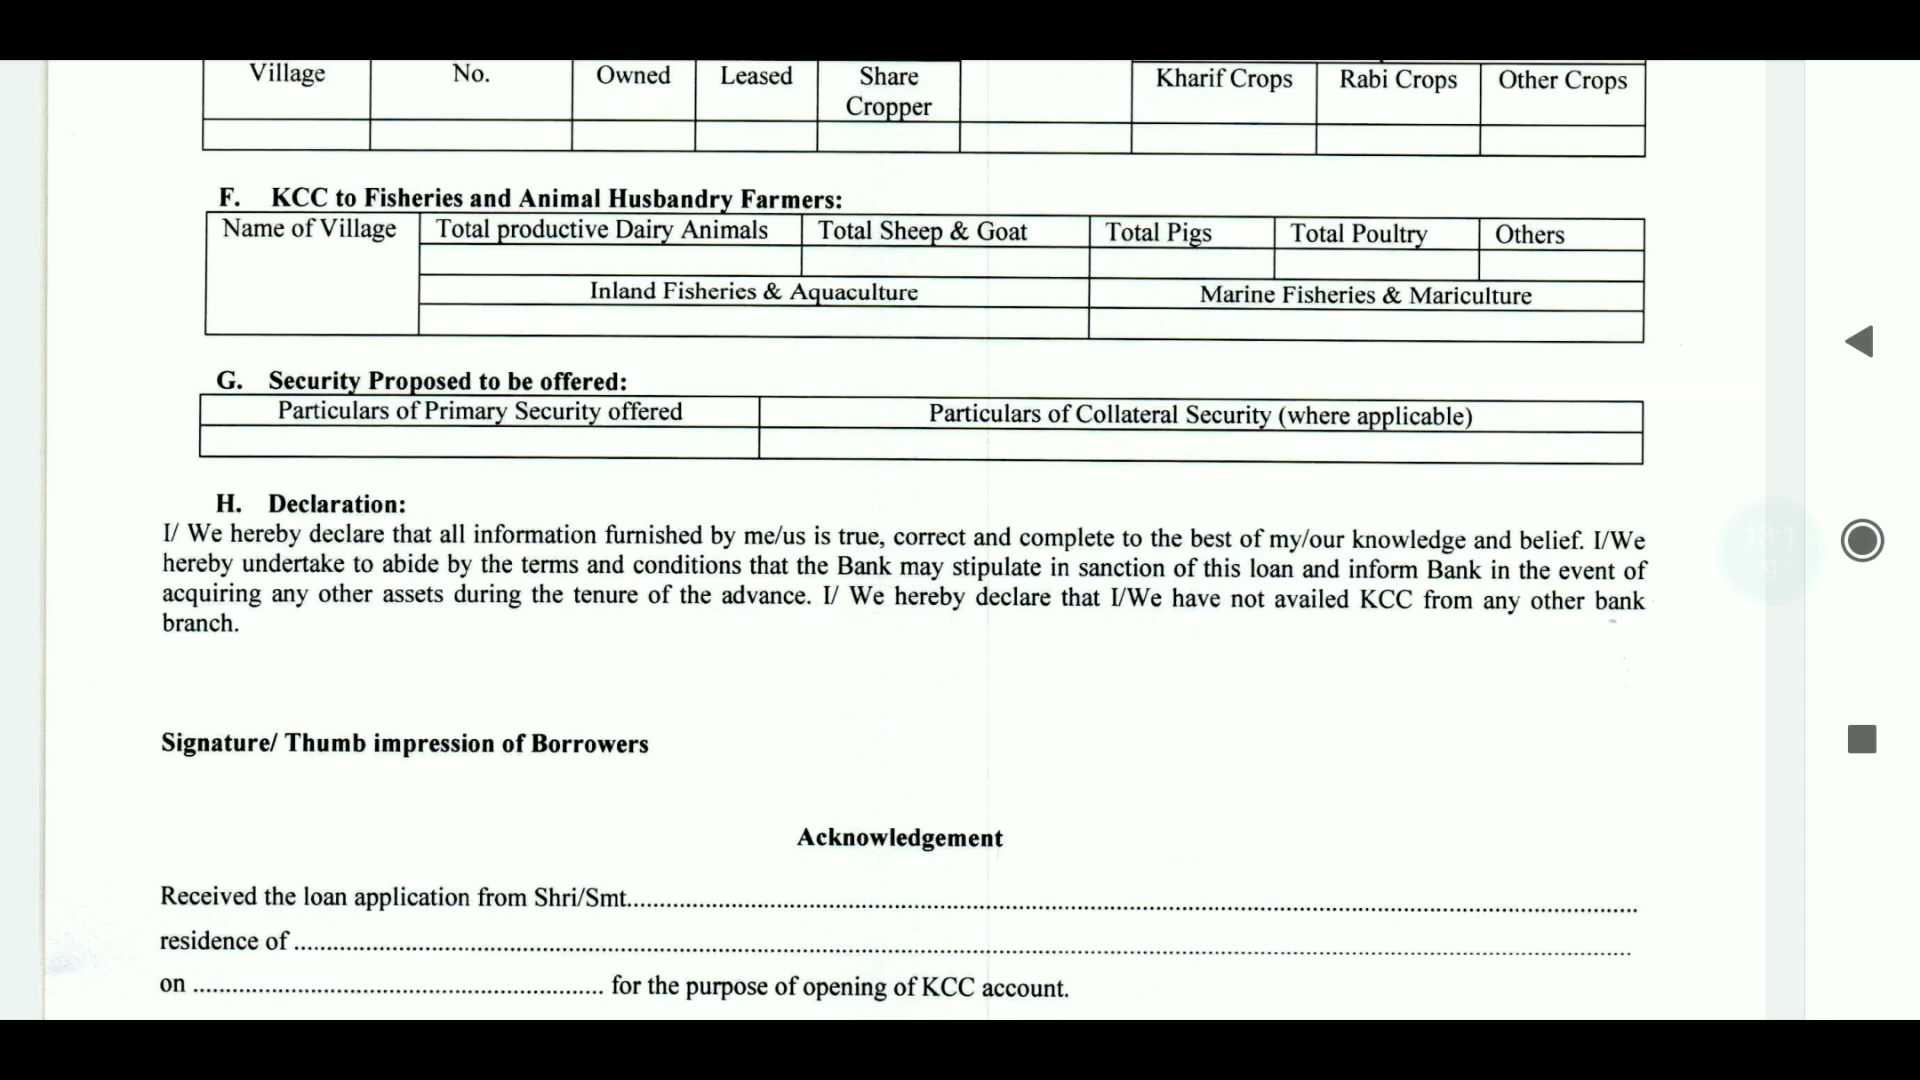 Village No. Owned Leased Share Cropper Kharif Crops Rabi Crops Other Crops
F. KCC to Fisheries and Animal Husbandry Farmers:
Name of Village Total productive Dairy Animals Total Sheep & Goat Total Pigs Total Poultry Others
Inland Fisheries & Aquaculture Marine Fisheries & Mariculture
G. Security Proposed to be offered:
Particulars of Primary Security offered Particulars of Collateral Security (where applicable)
H. Declaration:
I/ We hereby declare that all information furnished by me/us is true, correct and complete to the best of my/our knowledge and belief. I/We
hereby undertake to abide by the terms and conditions that the Bank may stipulate in sanction of this loan and inform Bank in the event of
acquiring any other assets during the tenure of the advance. I/ We hereby declare that I/We have not availed KCC from any other bank
branch.
Signature/ Thumb impression of Borrowers
Acknowledgement
Received the loan application from Shri/Smt.....................................................
residence of .....................................................
on ............................................. for the purpose of opening of KCC account.